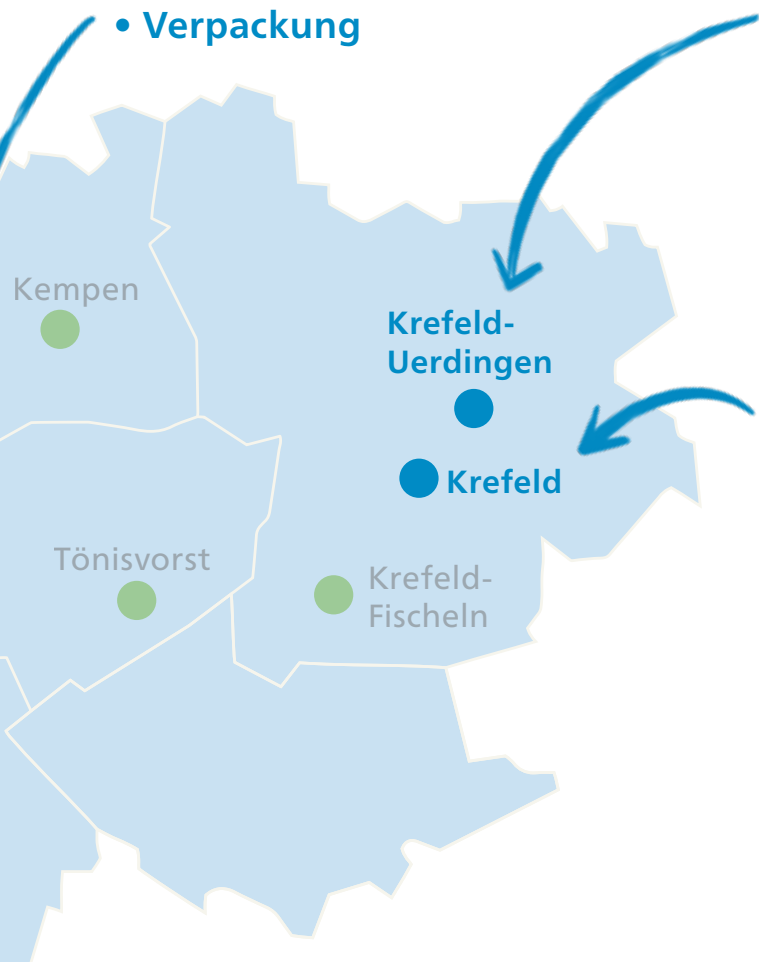 • Verpackung
Kempen
Krefeld-
Uerdingen
Krefeld
Tönisvorst
Krefeld-
Fischeln